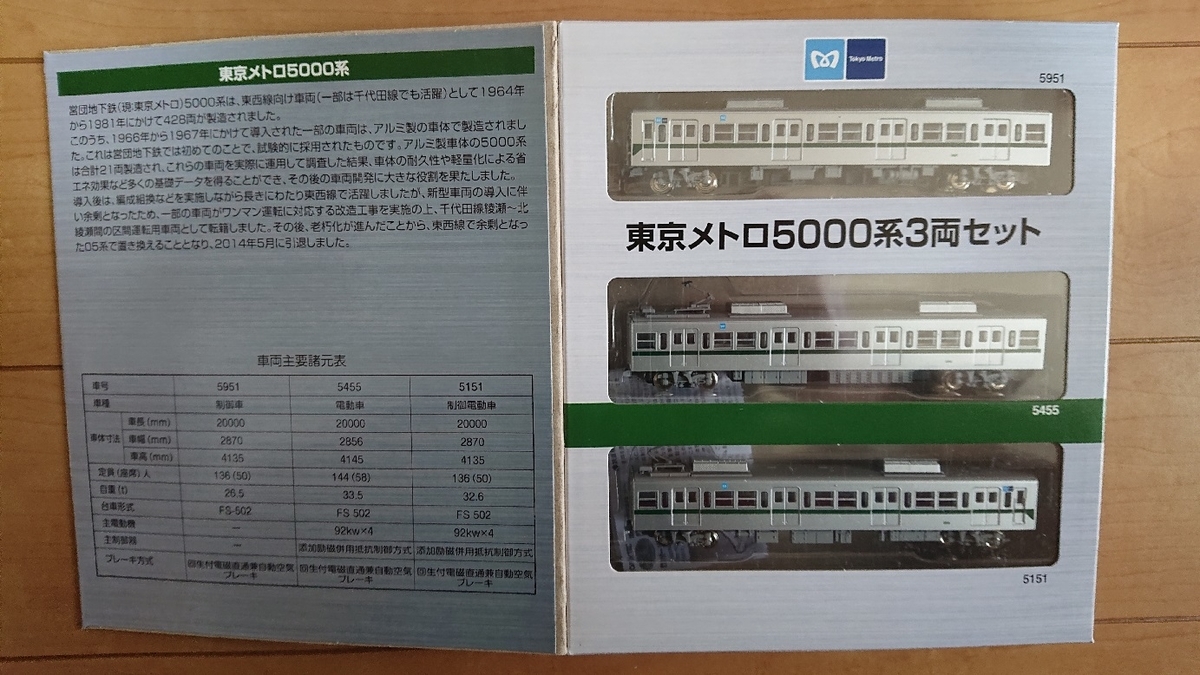 東京メトロ5000系
営団地下鉄(現:東京メトロ)5000系は、東西線向け車両(一部は千代田線でも活躍)として1964年
から1981年にかけて428両が製造されました。
このうち、1966年から1967年にかけて導入された一部の車両は、アルミ製の車体で製造されまし
た。これは営団地下鉄では初めてのことで、試験的に採用されたものです。アルミ製車体の5000系
は合計21両製造され、これらの車両を実際に運用して調査した結果、車体の耐久性や軽量化による省
エネ効果など多くの基礎データを得ることができ、その後の車両開発に大きな役割を果たしました。
導入後は、編成組換などを実施しながら長きにわたり東西線で活躍しましたが、新型車両の導入に伴
い余剰となったため、一部の車両がワンマン運転に対応する改造工事を実施の上、千代田線綾瀬~北
綾瀬間の区間運転用車両として転籍しました。その後、老朽化が進んだことから、東西線で余剰となっ
た05系で置き換えることとなり、2014年5月に引退しました。
車両主要諸元表
車号 5951 5455 5151
車種 制御車 電動車 制御電動車
車体寸法 車長(mm) 20000 20000 20000
車幅(mm) 2870 2856 2870
車高(mm) 4135 4145 4135
定員(座席)人 136(50) 144(58) 136(50)
自重(t) 26.5 33.5 32.6
台車形式 FS-502 FS 502 FS 502
主電動機 — 92kw×4 92kw×4
主制御器 — 添加励磁併用抵抗制御方式 添加励磁併用抵抗制御方式
ブレーキ方式 回生付電磁直通兼自動空気ブレーキ 回生付電磁直通兼自動空気ブレーキ 回生付電磁直通兼自動空気ブレーキ
Tokyo Metro
5951
東京メトロ5000系3両セット
5455
5151